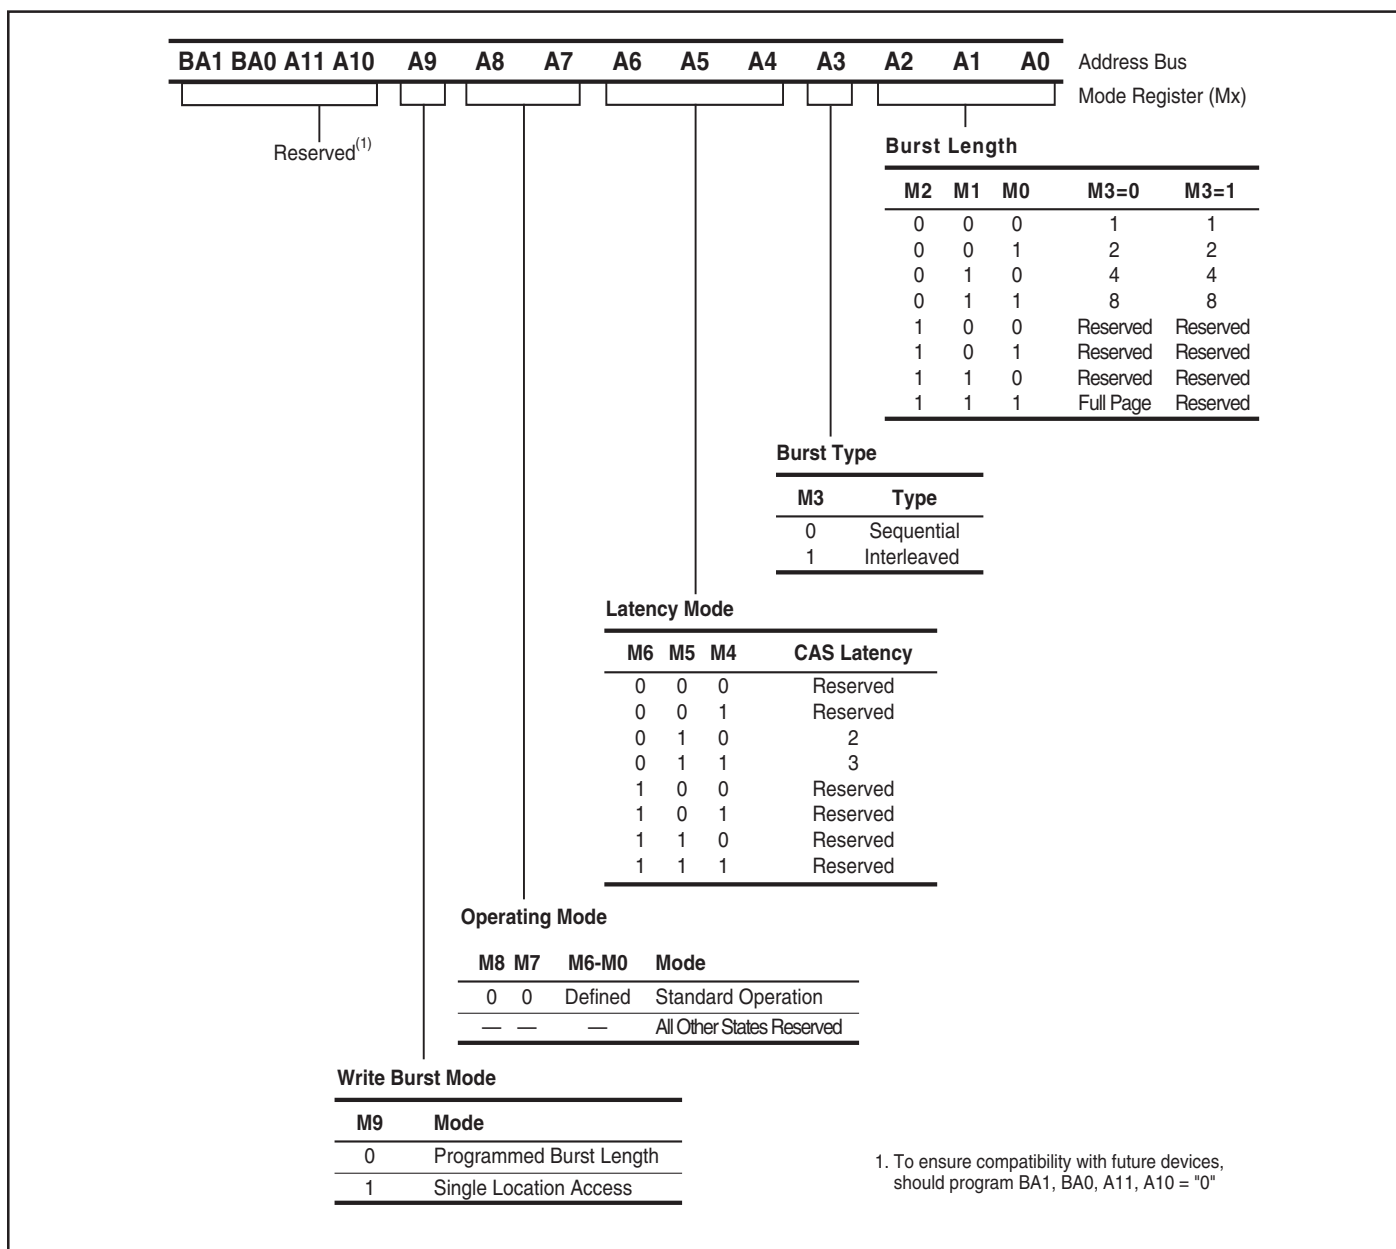 BA1 BA0 A11 A10 A9 A8 A7 A6 A5 A4 A3 A2 A1 A0 Address Bus
Mode Register (Mx)
Reserved(1)
Burst Length
M2 M1 M0 M3=0 M3=1
0 0 0 1 1
0 0 1 2 2
0 1 0 4 4
0 1 1 8 8
1 0 0 Reserved Reserved
1 0 1 Reserved Reserved
1 1 0 Reserved Reserved
1 1 1 Full Page Reserved
Burst Type
M3 Type
0 Sequential
1 Interleaved
Latency Mode
M6 M5 M4 CAS Latency
0 0 0 Reserved
0 0 1 Reserved
0 1 0 2
0 1 1 3
1 0 0 Reserved
1 0 1 Reserved
1 1 0 Reserved
1 1 1 Reserved
Operating Mode
M8 M7 M6-M0 Mode
0 0 Defined Standard Operation
— — — All Other States Reserved
Write Burst Mode
M9 Mode
0 Programmed Burst Length
1 Single Location Access
1. To ensure compatibility with future devices,
should program BA1, BA0, A11, A10 = "0"